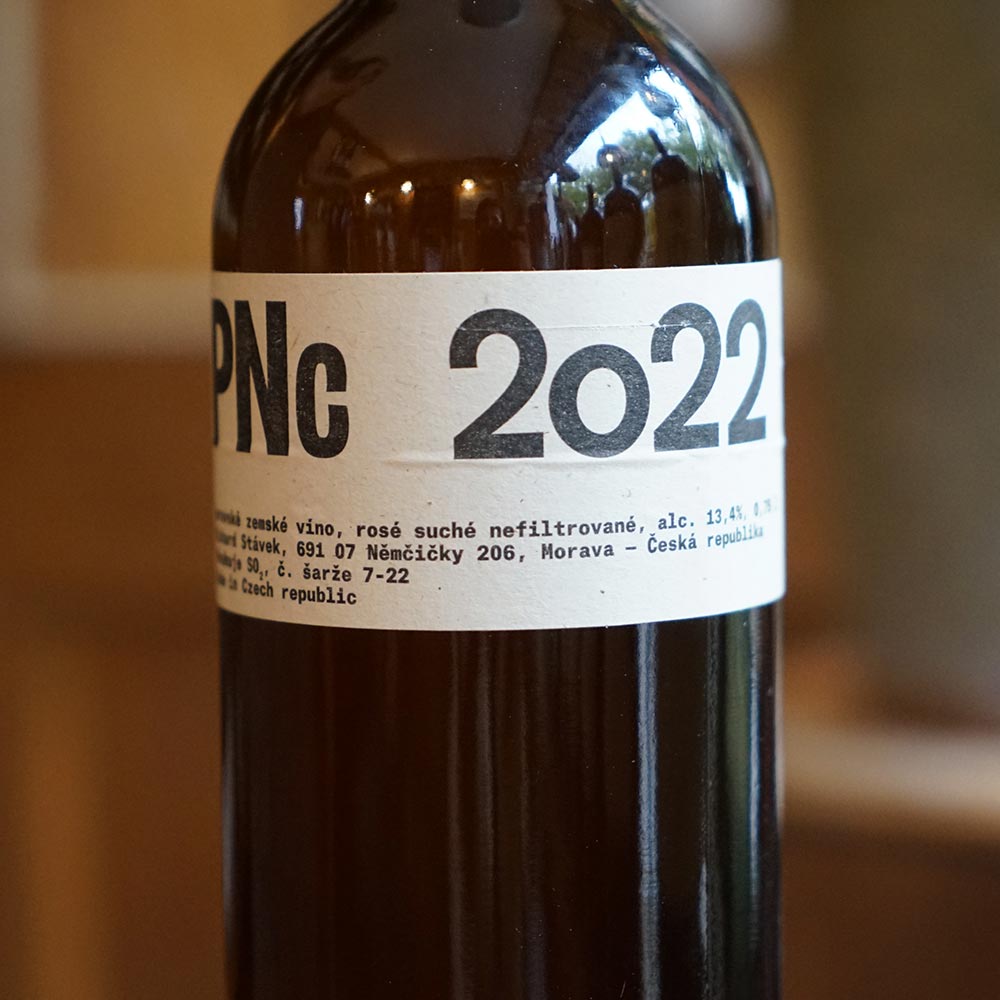 PNc 2022
zemské víno, rosé suché nefiltrované, alc. 13,4%,
Stávek, 691 07 Němčičky 206, Morava – Česká republika
SO₂, č. šarže 7-22
in Czech republic